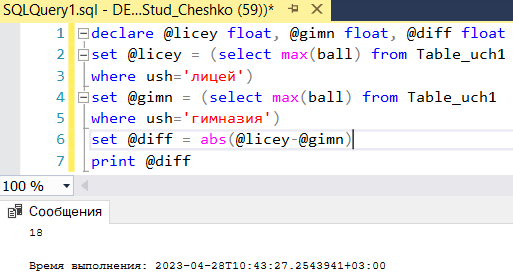 SQLQuery1.sql - DE...Stud_Cheshko (59))*
1 declare @licey float, @gimn float, @diff float
2 set @licey = (select max(ball) from Table_uch1
3 where ush='лицей')
4 set @gimn = (select max(ball) from Table_uch1
5 where ush='гимназия')
6 set @diff = abs(@licey-@gimn)
7 print @diff
100 %
Сообщения
18
Время выполнения: 2023-04-28T10:43:27.2543941+03:00